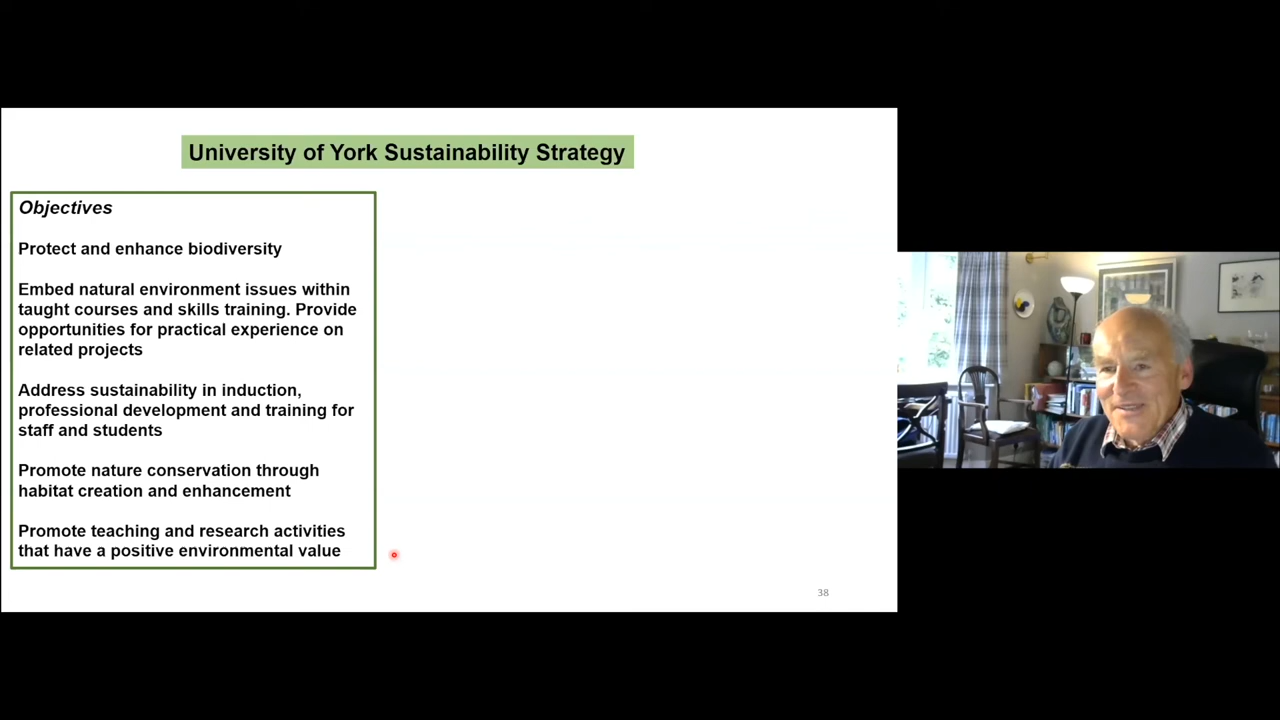 University of York Sustainability Strategy
Objectives
Protect and enhance biodiversity
Embed natural environment issues within
taught courses and skills training. Provide
opportunities for practical experience on
related projects
Address sustainability in induction,
professional development and training for
staff and students
Promote nature conservation through
habitat creation and enhancement
Promote teaching and research activities
that have a positive environmental value
38